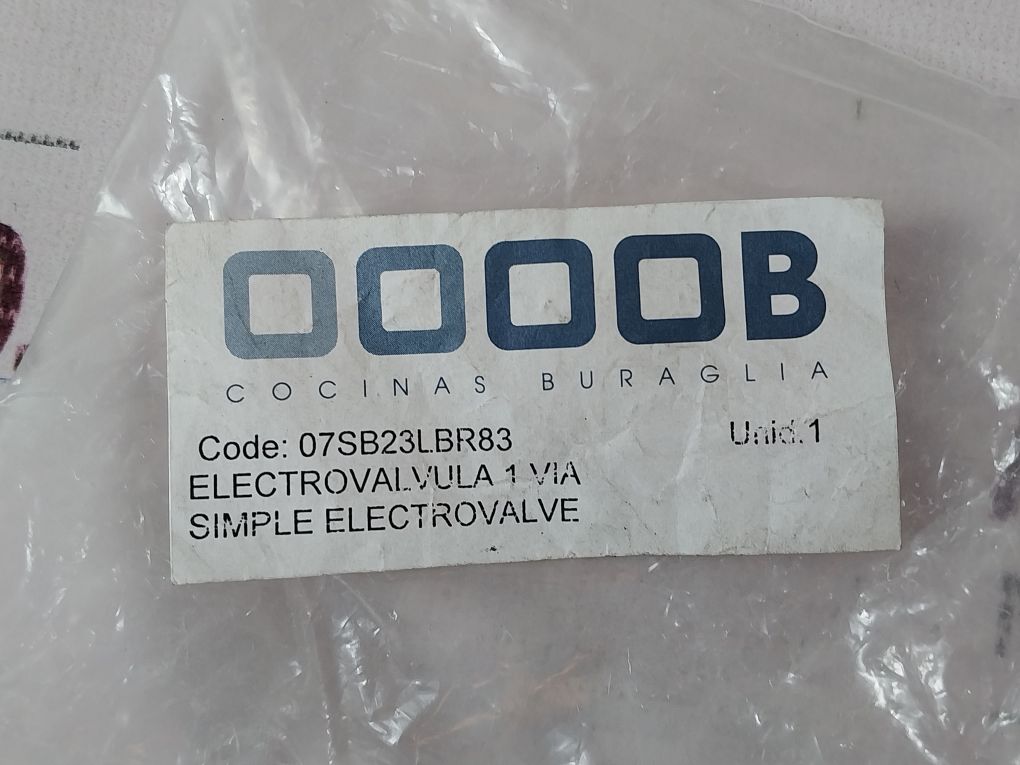 OOOOB
COCINAS BURAGLIA
Code: 07SB23LBR83 Unid.1
ELECTROVALVULA 1 VIA
SIMPLE ELECTROVALVE